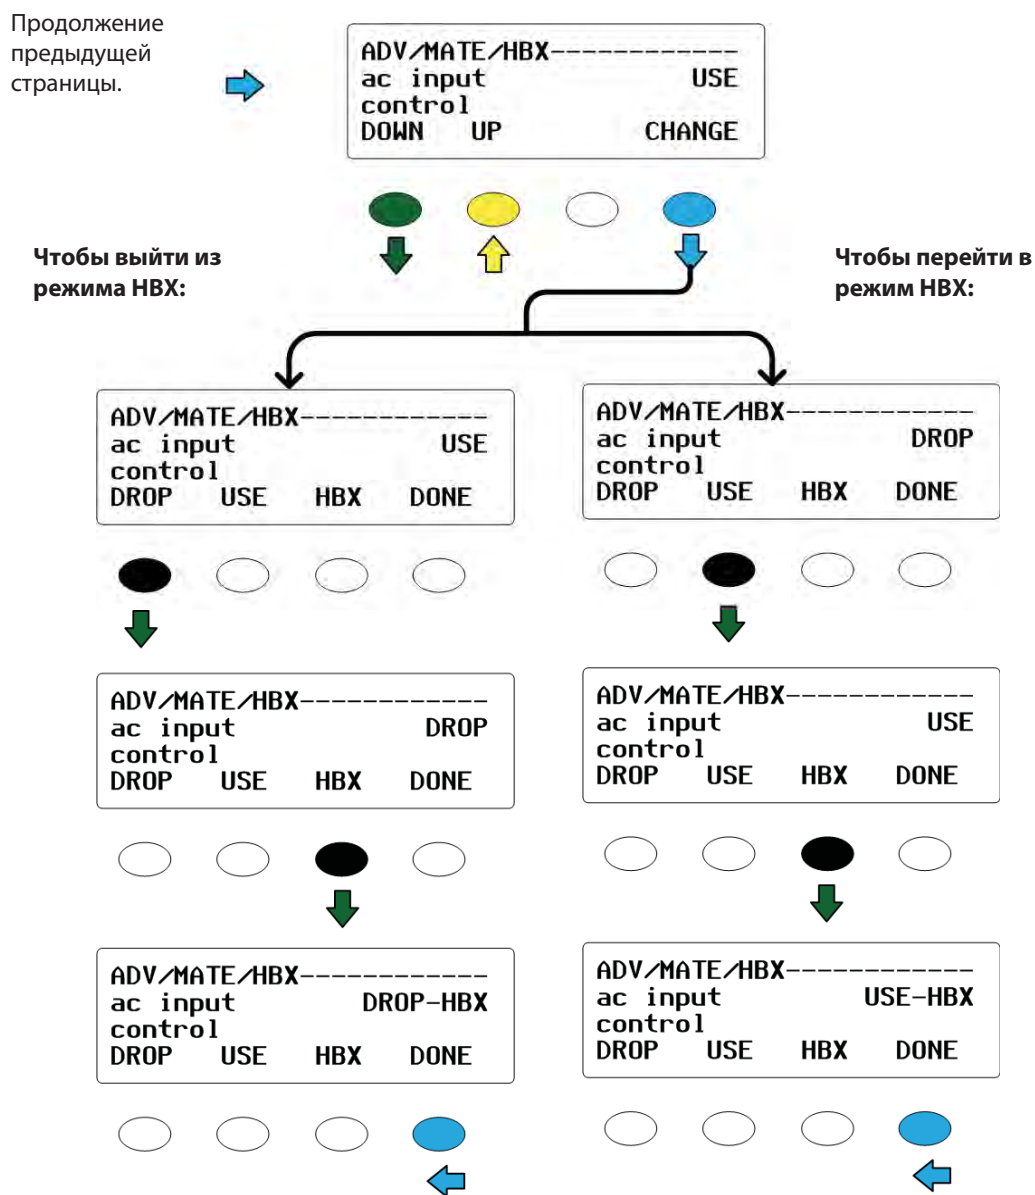 Продолжение
предыдущей
страницы.
ADV/MATE/HBX------------
ac input USE
control
DOWN UP CHANGE
Чтобы выйти из
режима HBX:
Чтобы перейти в
режим HBX:
ADV/MATE/HBX------------
ac input USE
control
DROP USE HBX DONE
ADV/MATE/HBX------------
ac input DROP
control
DROP USE HBX DONE
ADV/MATE/HBX------------
ac input DROP-HBX
control
DROP USE HBX DONE
ADV/MATE/HBX------------
ac input DROP
control
DROP USE HBX DONE
ADV/MATE/HBX------------
ac input USE
control
DROP USE HBX DONE
ADV/MATE/HBX------------
ac input USE-HBX
control
DROP USE HBX DONE